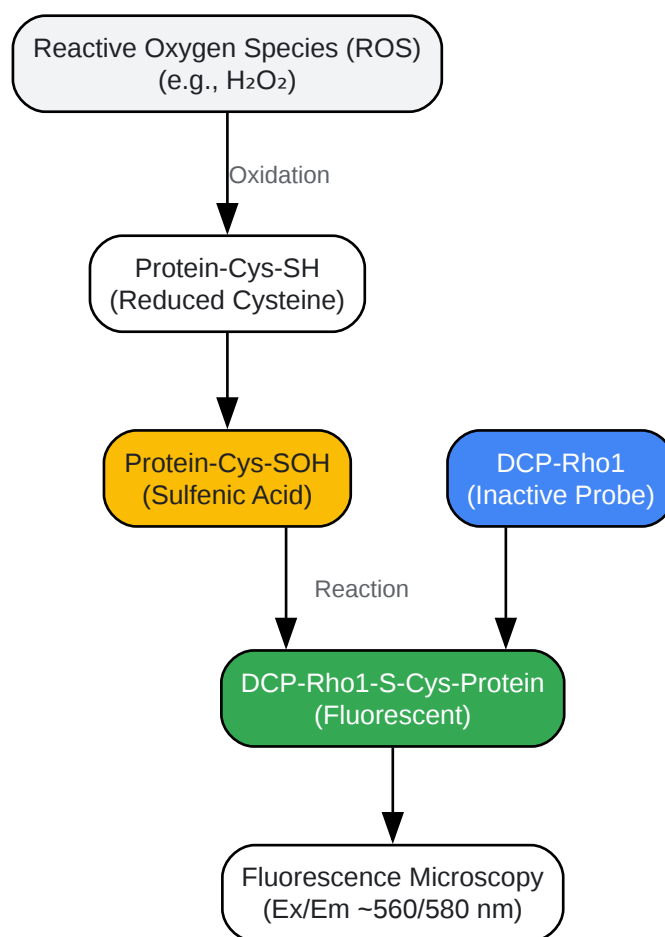 Reactive Oxygen Species (ROS)
(e.g., H₂O₂)
Oxidation
Protein-Cys-SH
(Reduced Cysteine)
Protein-Cys-SOH
(Sulfenic Acid)
DCP-Rho1
(Inactive Probe)
Reaction
DCP-Rho1-S-Cys-Protein
(Fluorescent)
Fluorescence Microscopy
(Ex/Em ~560/580 nm)